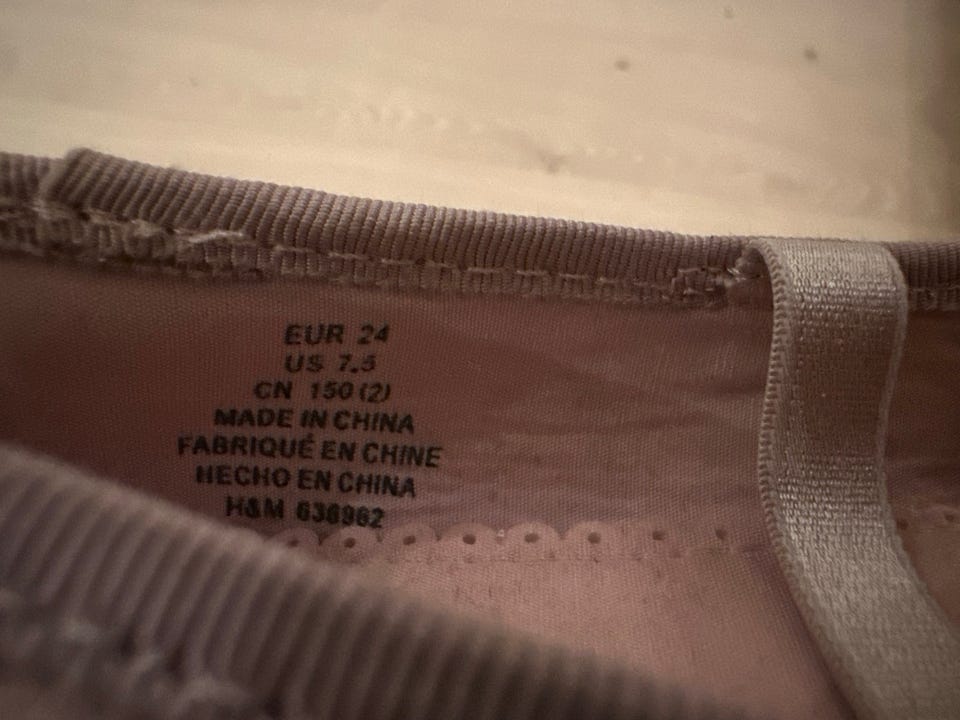 EUR 24
US 7.5
CN 150 (2)
MADE IN CHINA
FABRIQUÉ EN CHINE
HECHO EN CHINA
H&M 636962